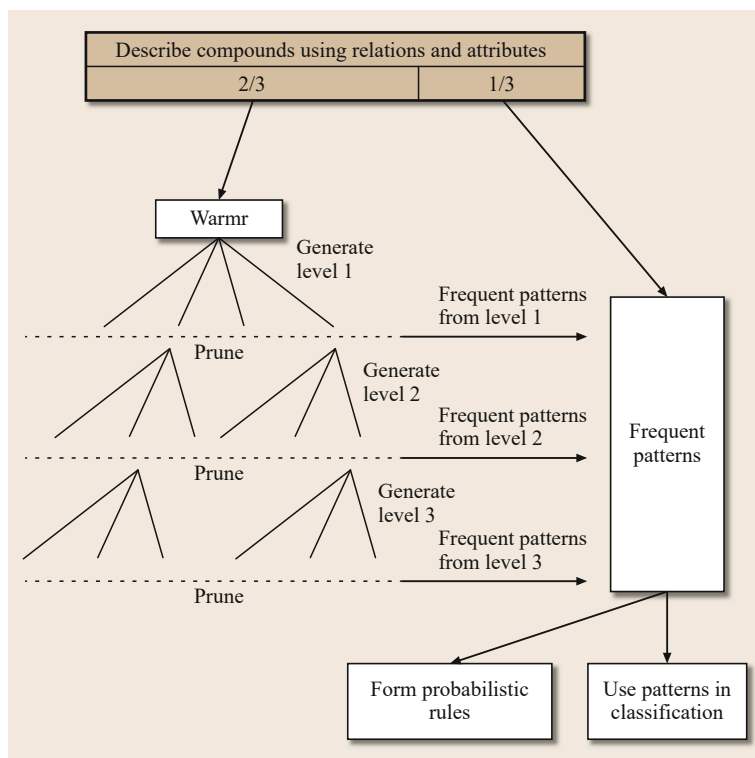 Describe compounds using relations and attributes
2/3
1/3
Warmr
Generate
level 1
Frequent patterns
from level 1
Prune
Generate
level 2
Frequent patterns
from level 2
Prune
Generate
level 3
Frequent patterns
from level 3
Prune
Frequent
patterns
Form probabilistic
rules
Use patterns in
classification